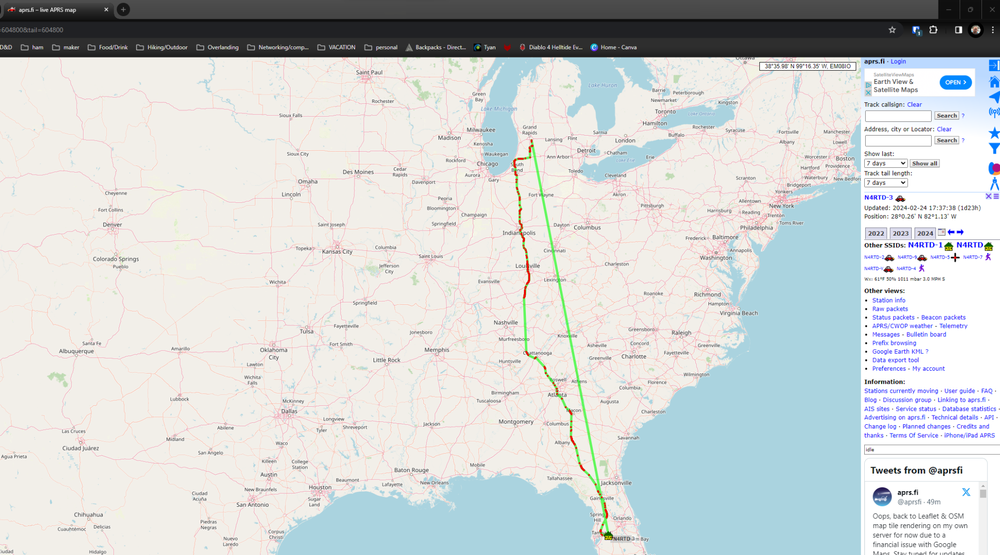 aprs.fi – live APRS map
=604800&tail=604800
D&D ham maker Food/Drink Hiking/Outdoor Overlanding Networking/comp... VACATION personal Backpacks - Direct... Tyan Diablo 4 Helltide Ev... Home - Canva
38°35.98' N 99°16.35' W, EM08IO
Saint Paul
Green Bay
Lake Michigan
Lake Huron
Ottawa
Barrie
Peterborough
Newmarket
Kingston
Rochester
Sioux Falls
Toronto
Hamilton
Lake Ontario
Rochester
Syracuse
Fortsville
Manchester
Milwaukee
Madison
Grand Rapids
Lansing
Flint
Sarnia
London
Buffalo
Albany
Lowell
Kenosha
Waukegan
Sioux City
Rockford
Chicago
Ann Arbor
Detroit
Chatham
Lake Erie
Erie
Worcester
Boston
Hartford
Providence
South Bend
Des Moines
Cedar Rapids
Aurora
Gary
Toledo
Cleveland
Scranton
Waterbury
New Bedford
Omaha
Davenport
Bridgeport
Lincoln
Cheyenne
Peoria
Fort Wayne
Akron
Yonkers
Allentown
New York
Fort Collins
Bloomington
Champaign
Pittsburgh
Harrisburg
Reading
Trenton
Denver
Saint Joseph
Springfield
Dayton
Columbus
Philadelphia
Toms River
Indianapolis
Frederick
Baltimore
Colorado Springs
Pueblo
Topeka
Kansas City
Columbia
Saint Louis
Cincinnati
Annapolis
Washington
Jefferson City
Louisville
Charleston
Wichita
Evansville
Lexington
Roanoke
Richmond
Hampton
Springfield
Virginia Beach
Nashville
Tulsa
Fayetteville
Jonesboro
Murfreesboro
Knoxville
Greensboro
Raleigh
Santa Fe
Albuquerque
Amarillo
Oklahoma City
Fort Smith
Memphis
Chattanooga
Asheville
Concord
Greenville
Fayetteville
Charlotte
Lawton
Little Rock
Huntsville
Greenville
Wichita Falls
Roswell
Athens
Florence
Wilmington
Lubbock
McKinney
Dallas
Birmingham
Tuscaloosa
Atlanta
Columbia
Augusta
Macon
Charleston
Las Cruces
Abilene
Longview
Tyler
Shreveport
Jackson
Montgomery
Columbus
Ciudad Juárez
Midland
Waco
Albany
Savannah
Agua Prieta
San Angelo
Killeen
College Station
Austin
Baton Rouge
Mobile
Tallahassee
Beaumont
Lafayette
New Orleans
Jacksonville
New Braunfels
Houston
Ciudad Acuña
San Antonio
Sugar Land
Gainesville
Chihuahua
Spring Hill
Orlando
Cuauhtémoc
Delicias
Piedras Negras
Corpus Christi
N4RTD-3
m Bay
Nuevo Laredo
Ciudad
Hidalgo
aprs.fi · Login
SatelliteViewMaps
Earth View &
Satellite Maps
OPEN
Track callsign: Clear
Search ?
Address, city or Locator: Clear
Search ?
Show last:
7 days Show all
Track tail length:
7 days
N4RTD-3
Updated: 2024-02-24 17:37:38 (1d23h)
Position: 28°0.26' N 82°1.13' W
2022 2023 2024
Other SSIDs: N4RTD-1 N4RTD
N4RTD-2 N4RTD-9 N4RTD-5 N4RTD-7
N4RTD-Y N4RTD-4
Wx: 61°F 50% 1011 mbar 3.0 MPH S
Other views:
Station info
Raw packets
Status packets - Beacon packets
APRS/CWOP weather - Telemetry
Messages - Bulletin board
Prefix browsing
Google Earth KML ?
Data export tool
Preferences - My account
Information:
Stations currently moving · User guide · FAQ ·
Blog · Discussion group · Linking to aprs.fi ·
AIS sites · Service status · Database statistics ·
Advertising on aprs.fi · Technical details · API ·
Change log · Planned changes · Credits and
thanks · Terms Of Service · iPhone/iPad APRS
idle
Tweets from @aprsfi
aprs.fi
@aprsfi · 49m
Oops, back to Leaflet & OSM
map tile rendering on my own
server for now due to a
financial issue with Google
Maps. Stay tuned for updates